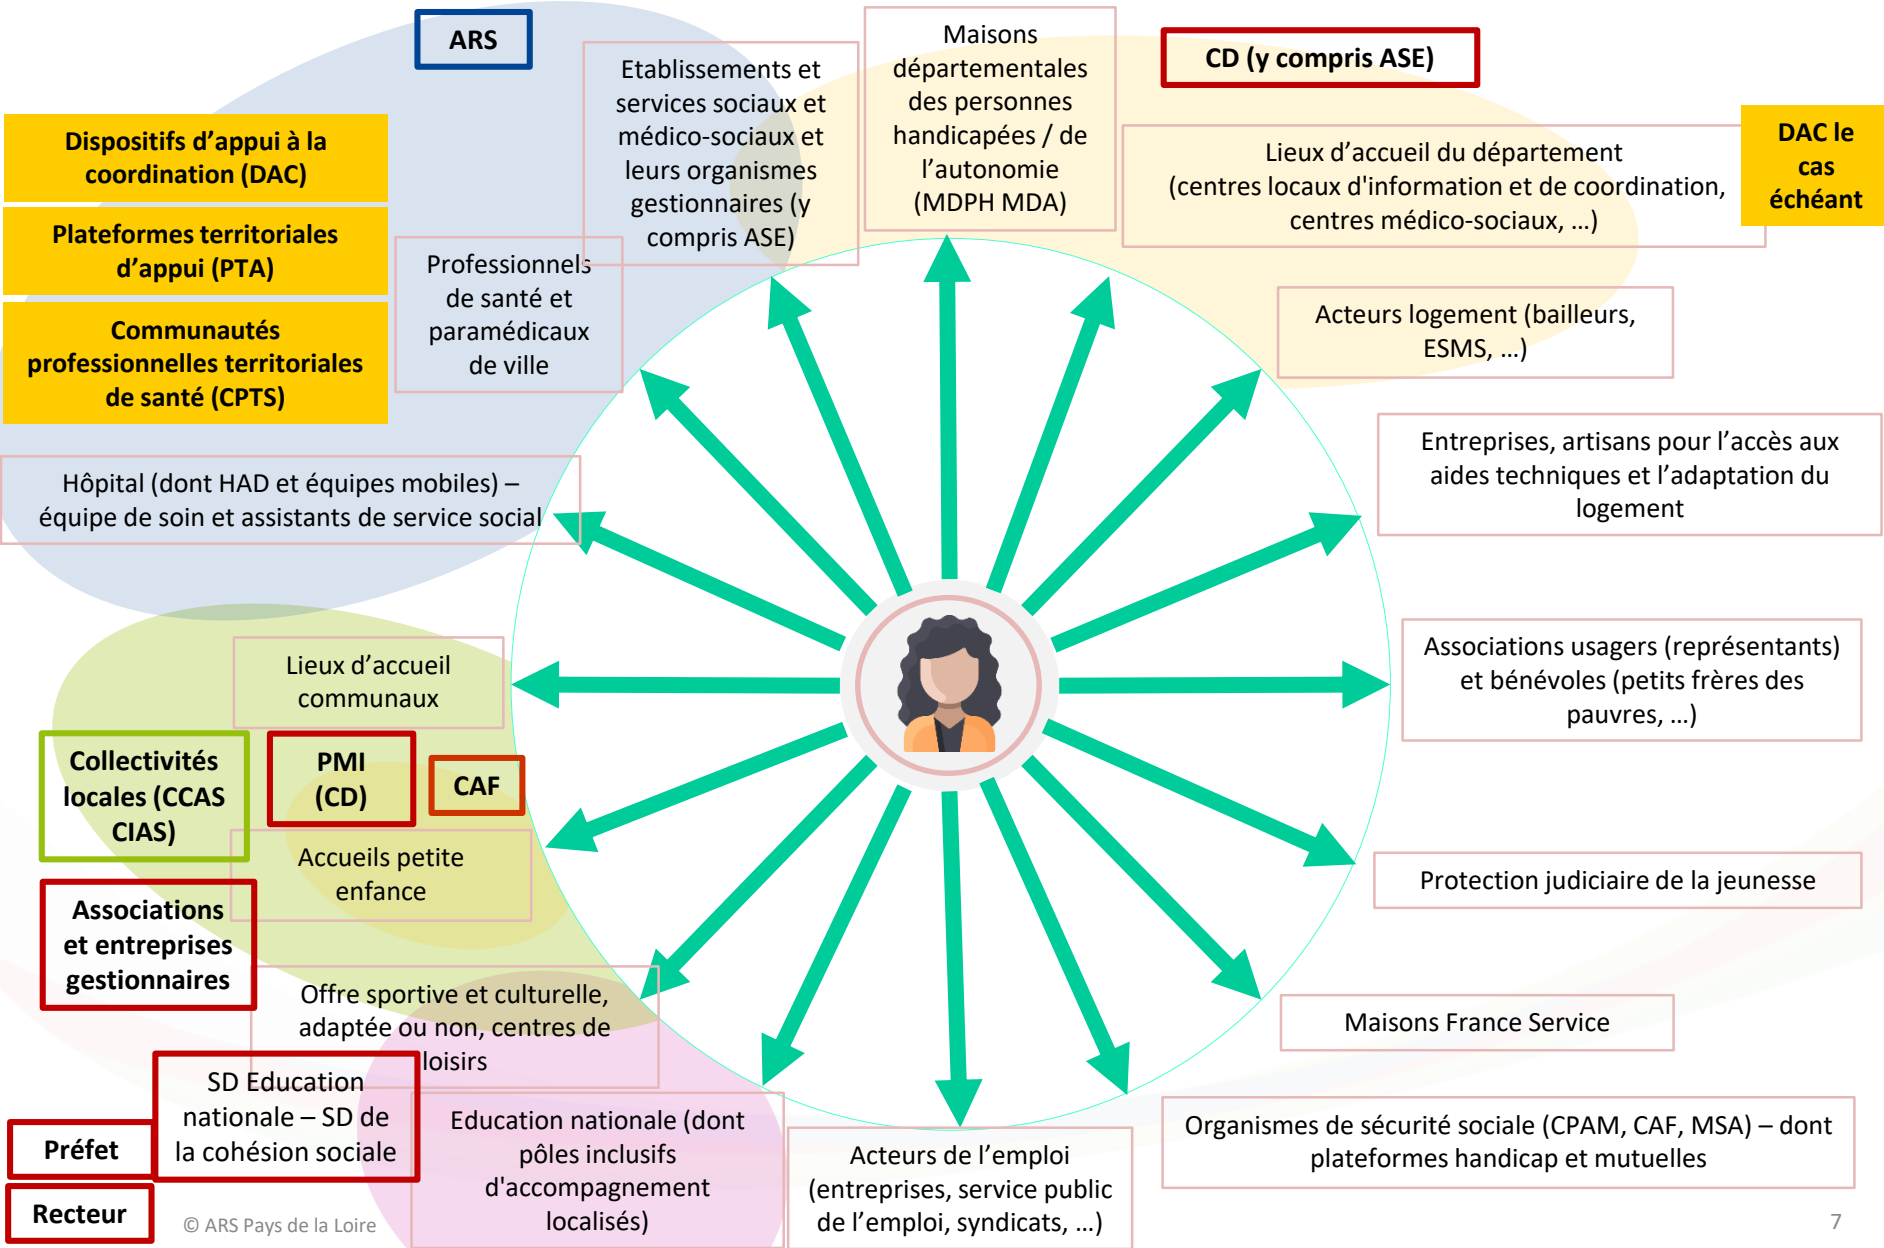 ARS
Etablissements et
services sociaux et
médico-sociaux et
leurs organismes
gestionnaires (y
compris ASE)
Maisons
départementales
des personnes
handicapées / de
l’autonomie
(MDPH MDA)
CD (y compris ASE)
Lieux d’accueil du département
(centres locaux d'information et de coordination,
centres médico-sociaux, …)
DAC le
cas
échéant
Dispositifs d’appui à la
coordination (DAC)
Plateformes territoriales
d’appui (PTA)
Communautés
professionnelles territoriales
de santé (CPTS)
Professionnels
de santé et
paramédicaux
de ville
Acteurs logement (bailleurs,
ESMS, …)
Hôpital (dont HAD et équipes mobiles) –
équipe de soin et assistants de service social
Entreprises, artisans pour l’accès aux
aides techniques et l’adaptation du
logement
Lieux d’accueil
communaux
Associations usagers (représentants)
et bénévoles (petits frères des
pauvres, …)
Collectivités
locales (CCAS
CIAS)
PMI
(CD)
CAF
Accueils petite
enfance
Protection judiciaire de la jeunesse
Associations
et entreprises
gestionnaires
Offre sportive et culturelle,
adaptée ou non, centres de
loisirs
Maisons France Service
SD Education
nationale – SD de
la cohésion sociale
Préfet
Recteur
Education nationale (dont
pôles inclusifs
d'accompagnement
localisés)
Acteurs de l’emploi
(entreprises, service public
de l’emploi, syndicats, …)
Organismes de sécurité sociale (CPAM, CAF, MSA) – dont
plateformes handicap et mutuelles
© ARS Pays de la Loire
7